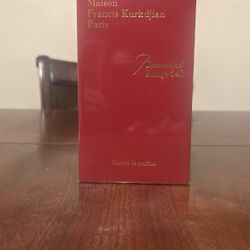 Maison
Francis Kurkdjian
Paris
Baccarat
Rouge 540
Extrait de parfum